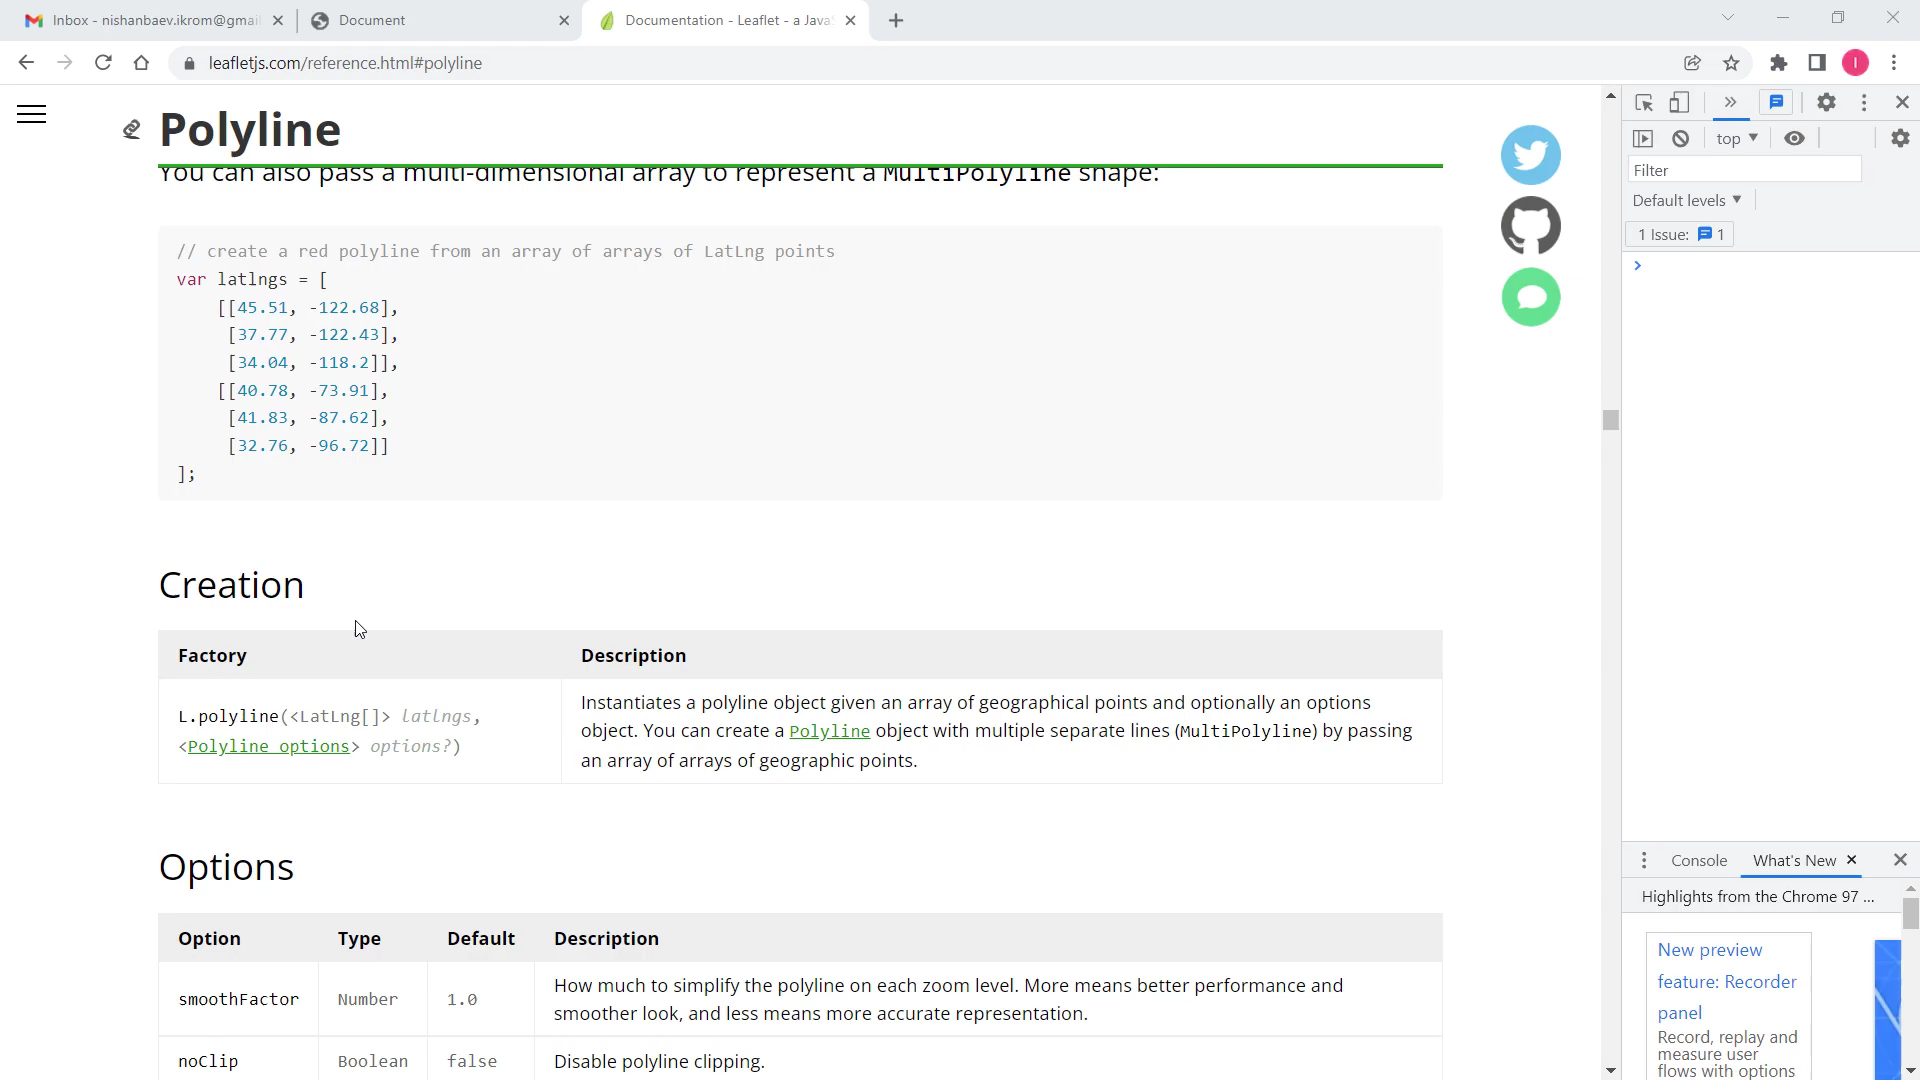 Inbox - nishanbaev.ikrom@gmai
Document
Documentation - Leaflet - a JavaS
leafletjs.com/reference.html#polyline
I
Polyline
You can also pass a multi-dimensional array to represent a MultiPolyline shape:
// create a red polyline from an array of arrays of LatLng points
var latlngs = [
[[45.51, -122.68],
[37.77, -122.43],
[34.04, -118.2]],
[[40.78, -73.91],
[41.83, -87.62],
[32.76, -96.72]]
];
Creation
Factory Description
L.polyline(<LatLng[]> latlngs,
<Polyline options> options?)
Instantiates a polyline object given an array of geographical points and optionally an options
object. You can create a Polyline object with multiple separate lines (MultiPolyline) by passing
an array of arrays of geographic points.
Options
Option Type Default Description
smoothFactor Number 1.0
How much to simplify the polyline on each zoom level. More means better performance and
smoother look, and less means more accurate representation.
noClip Boolean false Disable polyline clipping.
top
Filter
Default levels
1 Issue: 1
Console What's New
Highlights from the Chrome 97 ...
New preview
feature: Recorder
panel
Record, replay and
measure user
flows with options